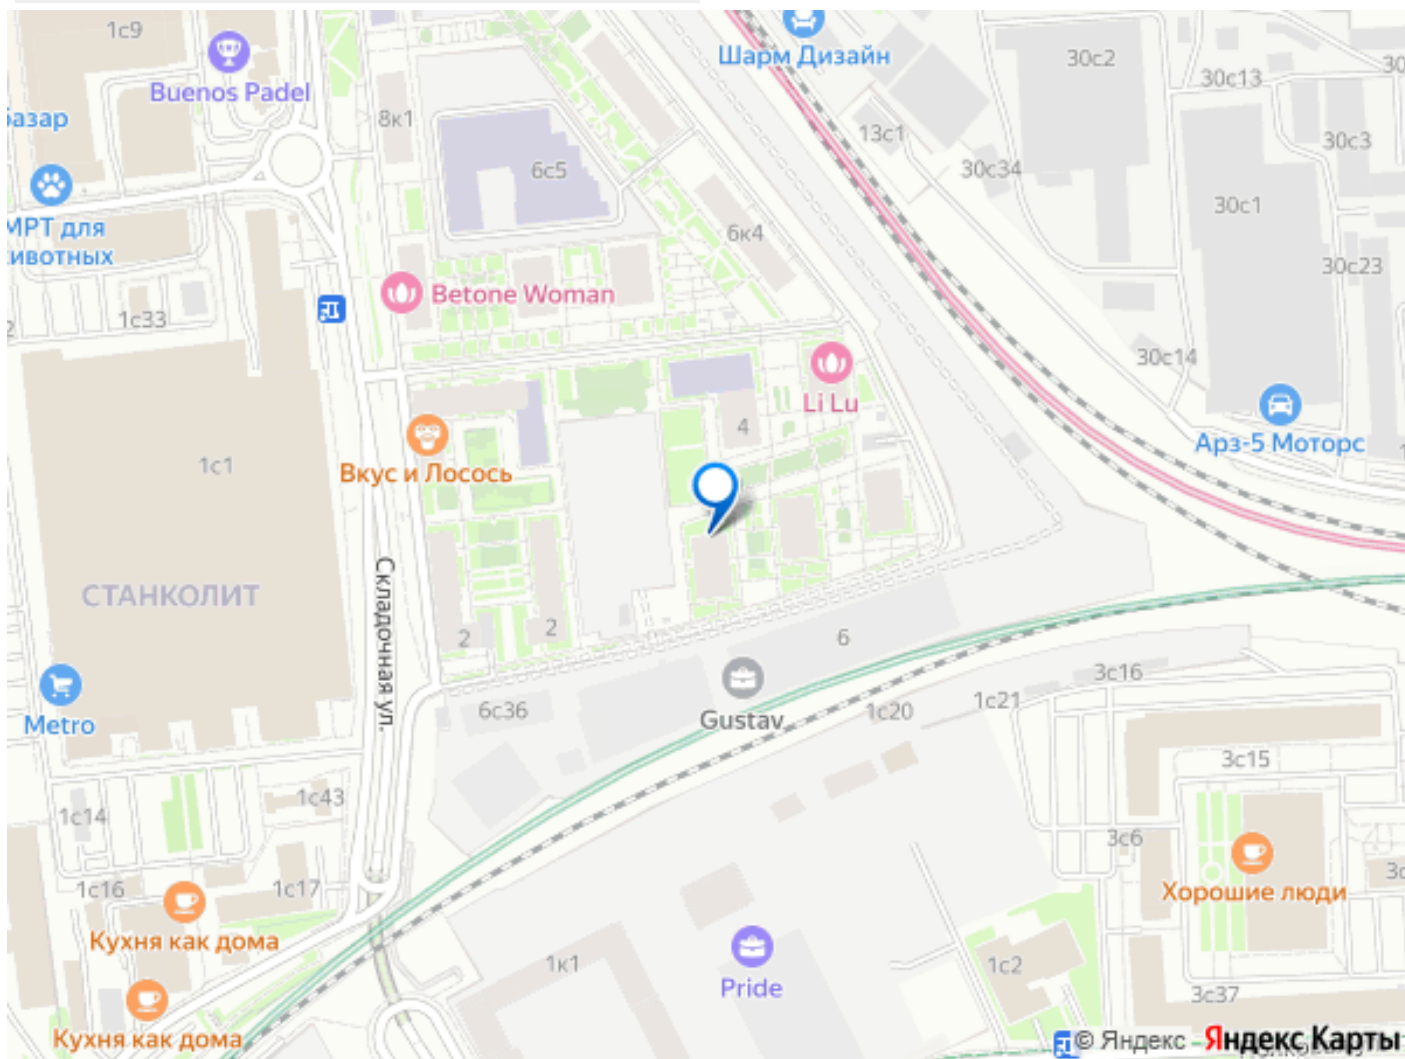 1с9
Шарм Дизайн
30с2
30с13
Buenos Padel
базар
8к1
13с1
30с3
30с34
6с5
30с1
МРТ для
животных
6к4
30с23
Betone Woman
1с33
30с14
Li Lu
4
Арз-5 Моторс
1с1
Вкус и Лосось
Складочная ул.
СТАНКОЛИТ
2
2
6
3с16
Metro
6с36
Gustav
1с20
1с21
3с15
1с43
1с14
3с6
1с16
1с17
Хорошие люди
Кухня как дома
1к1
1с2
Pride
3с37
Кухня как дома
© Яндекс Яндекс Карты